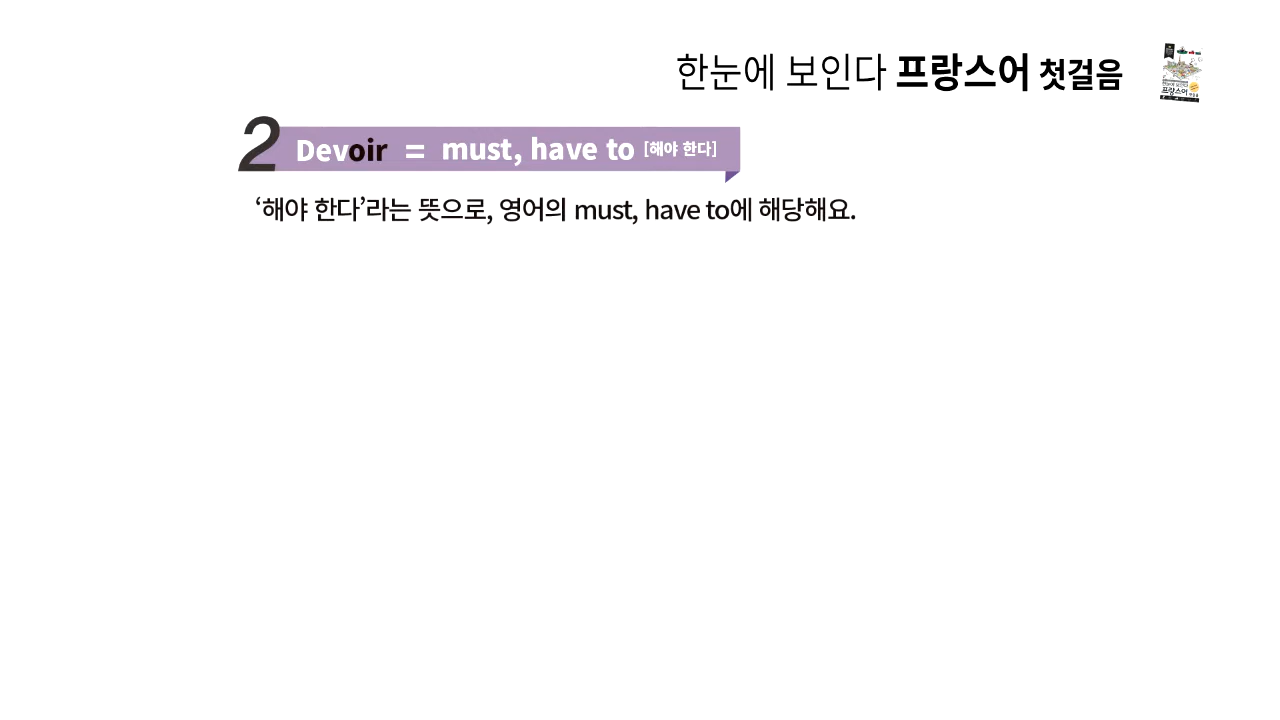 한눈에 보인다 프랑스어 첫걸음
2 Devoir = must, have to [해야 한다]
‘해야 한다’라는 뜻으로, 영어의 must, have to에 해당해요.